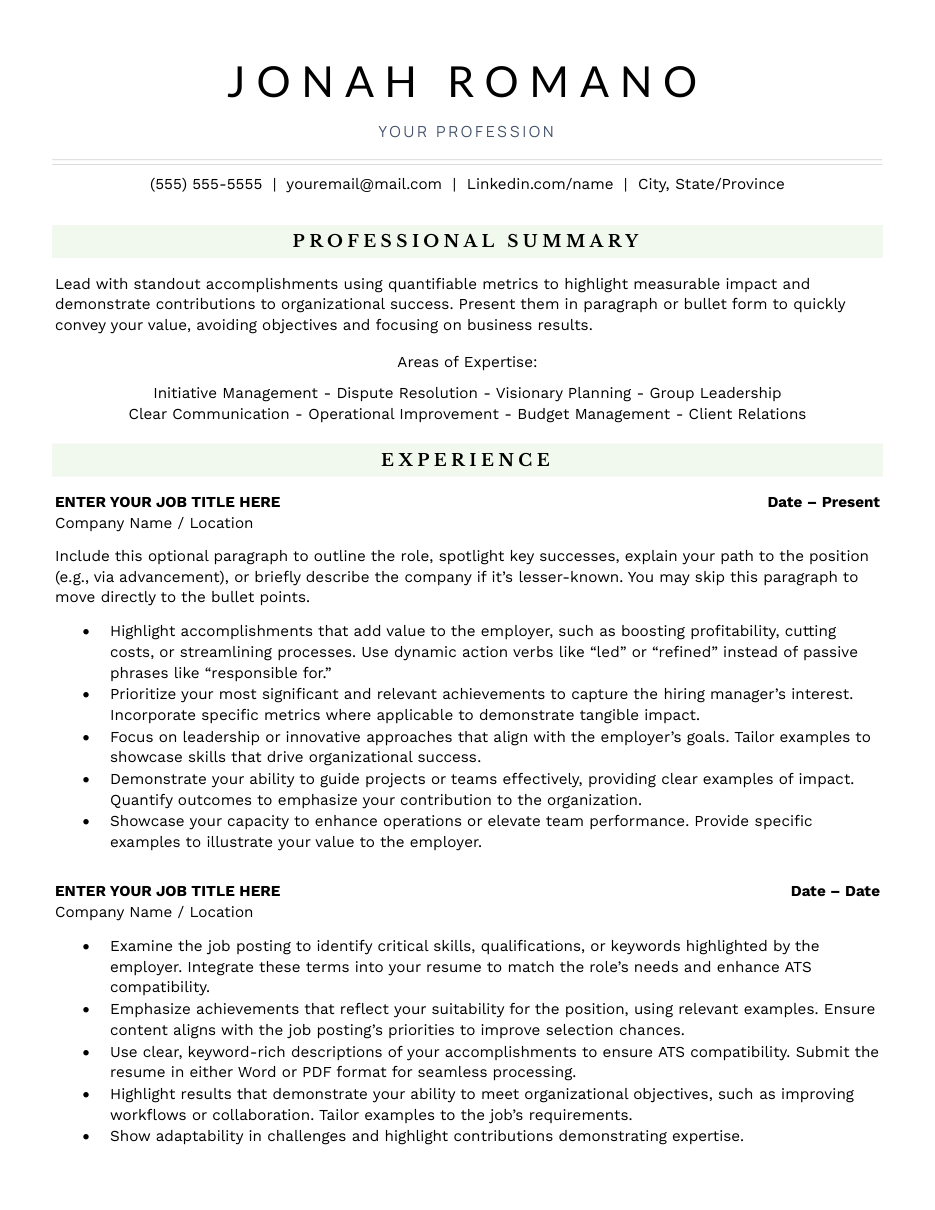 JONAH ROMANO
YOUR PROFESSION
(555) 555-5555 | youremail@mail.com | Linkedin.com/name | City, State/Province
PROFESSIONAL SUMMARY
Lead with standout accomplishments using quantifiable metrics to highlight measurable impact and
demonstrate contributions to organizational success. Present them in paragraph or bullet form to quickly
convey your value, avoiding objectives and focusing on business results.
Areas of Expertise:
Initiative Management - Dispute Resolution - Visionary Planning - Group Leadership
Clear Communication - Operational Improvement - Budget Management - Client Relations
EXPERIENCE
ENTER YOUR JOB TITLE HERE Date – Present
Company Name / Location
Include this optional paragraph to outline the role, spotlight key successes, explain your path to the position
(e.g., via advancement), or briefly describe the company if it’s lesser-known. You may skip this paragraph to
move directly to the bullet points.
• Highlight accomplishments that add value to the employer, such as boosting profitability, cutting
costs, or streamlining processes. Use dynamic action verbs like “led” or “refined” instead of passive
phrases like “responsible for.”
• Prioritize your most significant and relevant achievements to capture the hiring manager’s interest.
Incorporate specific metrics where applicable to demonstrate tangible impact.
• Focus on leadership or innovative approaches that align with the employer’s goals. Tailor examples to
showcase skills that drive organizational success.
• Demonstrate your ability to guide projects or teams effectively, providing clear examples of impact.
Quantify outcomes to emphasize your contribution to the organization.
• Showcase your capacity to enhance operations or elevate team performance. Provide specific
examples to illustrate your value to the employer.
ENTER YOUR JOB TITLE HERE Date – Date
Company Name / Location
• Examine the job posting to identify critical skills, qualifications, or keywords highlighted by the
employer. Integrate these terms into your resume to match the role’s needs and enhance ATS
compatibility.
• Emphasize achievements that reflect your suitability for the position, using relevant examples. Ensure
content aligns with the job posting’s priorities to improve selection chances.
• Use clear, keyword-rich descriptions of your accomplishments to ensure ATS compatibility. Submit the
resume in either Word or PDF format for seamless processing.
• Highlight results that demonstrate your ability to meet organizational objectives, such as improving
workflows or collaboration. Tailor examples to the job’s requirements.
• Show adaptability in challenges and highlight contributions demonstrating expertise.